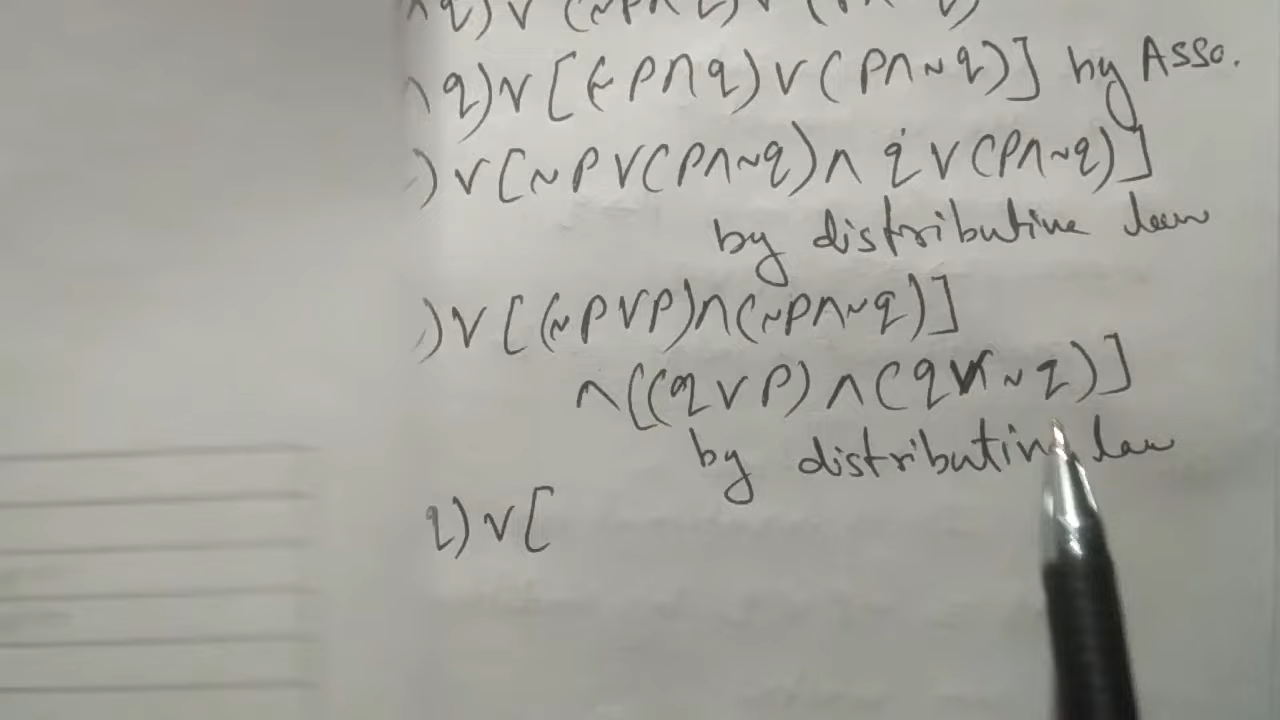 ∧ q) ∨ (~P∧ q) ∨ (P∧ ~q)
∧ q) ∨ [(~P∧q) ∨ (P∧~q)] by Asso.
) ∨ [~P∨(P∧~q) ∧ q ∨ (P∧~q)]
by distributive law
) ∨ [(~P∨P)∧(~P∧~q)]
∧ ((q∨P) ∧ (q∨~q)]
by distributive law
q) ∨ [